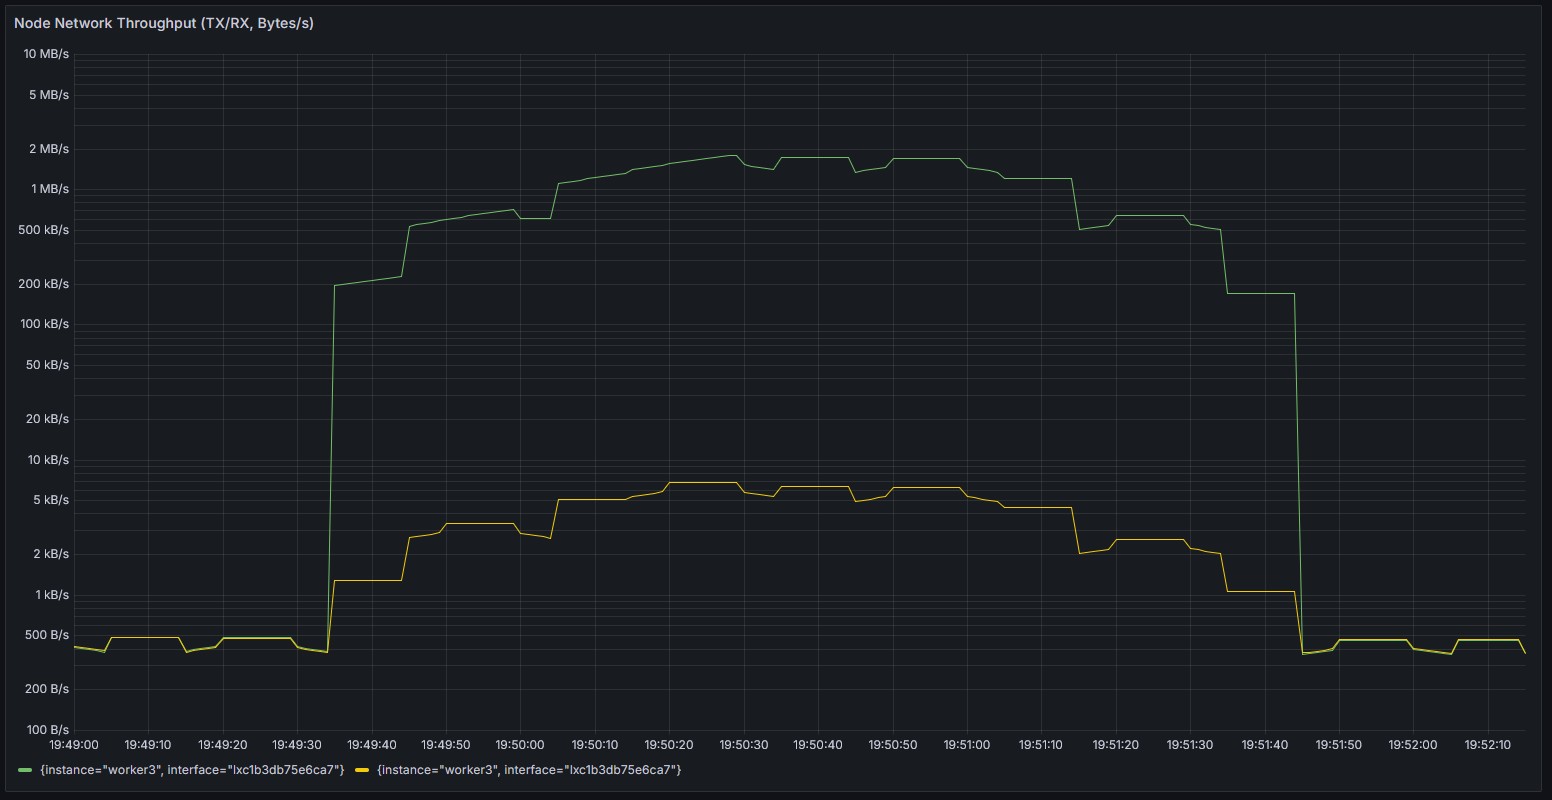 Node Network Throughput (TX/RX, Bytes/s)
10 MB/s
5 MB/s
2 MB/s
1 MB/s
500 kB/s
200 kB/s
100 kB/s
50 kB/s
20 kB/s
10 kB/s
5 kB/s
2 kB/s
1 kB/s
500 B/s
200 B/s
100 B/s
19:49:00 19:49:10 19:49:20 19:49:30 19:49:40 19:49:50 19:50:00 19:50:10 19:50:20 19:50:30 19:50:40 19:50:50 19:51:00 19:51:10 19:51:20 19:51:30 19:51:40 19:51:50 19:52:00 19:52:10
{instance="worker3", interface="lxc1b3db75e6ca7"} {instance="worker3", interface="lxc1b3db75e6ca7"}